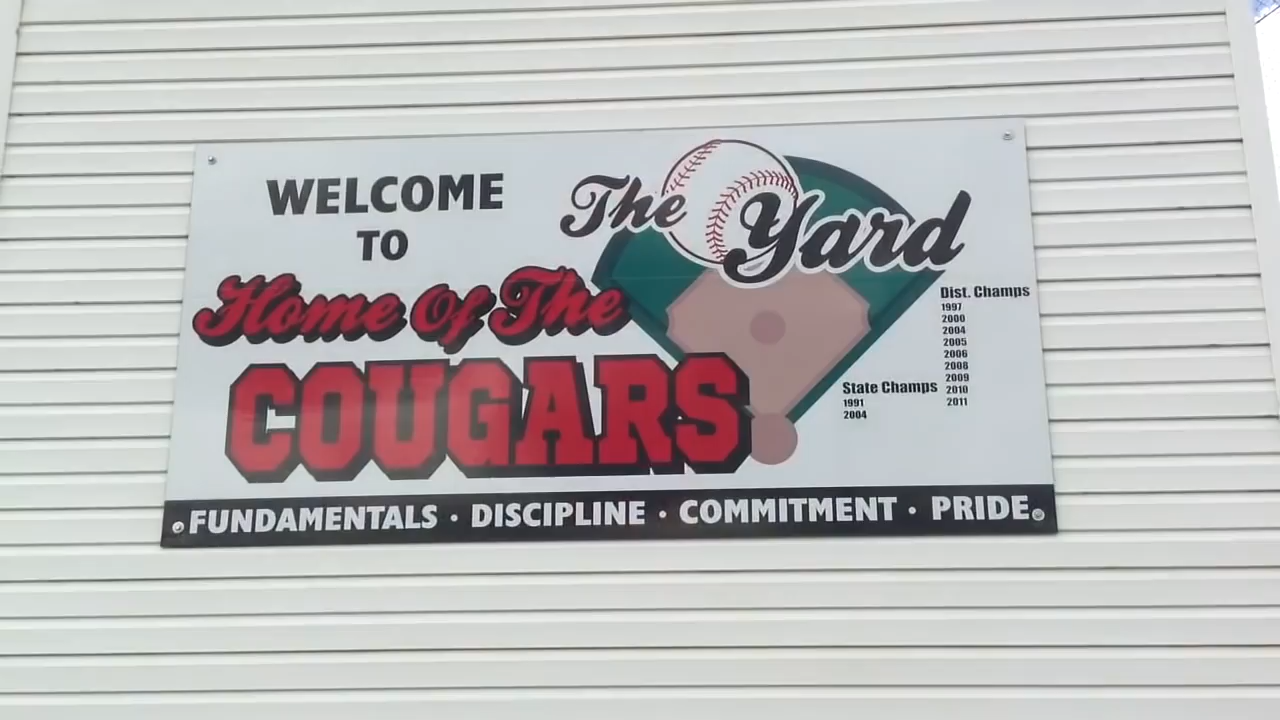 WELCOME
TO
The Yard
Home Of The
COUGARS
Dist. Champs
1997
2000
2004
2005
2006
2008
2009
2010
2011
State Champs
1991
2004
FUNDAMENTALS · DISCIPLINE · COMMITMENT · PRIDE